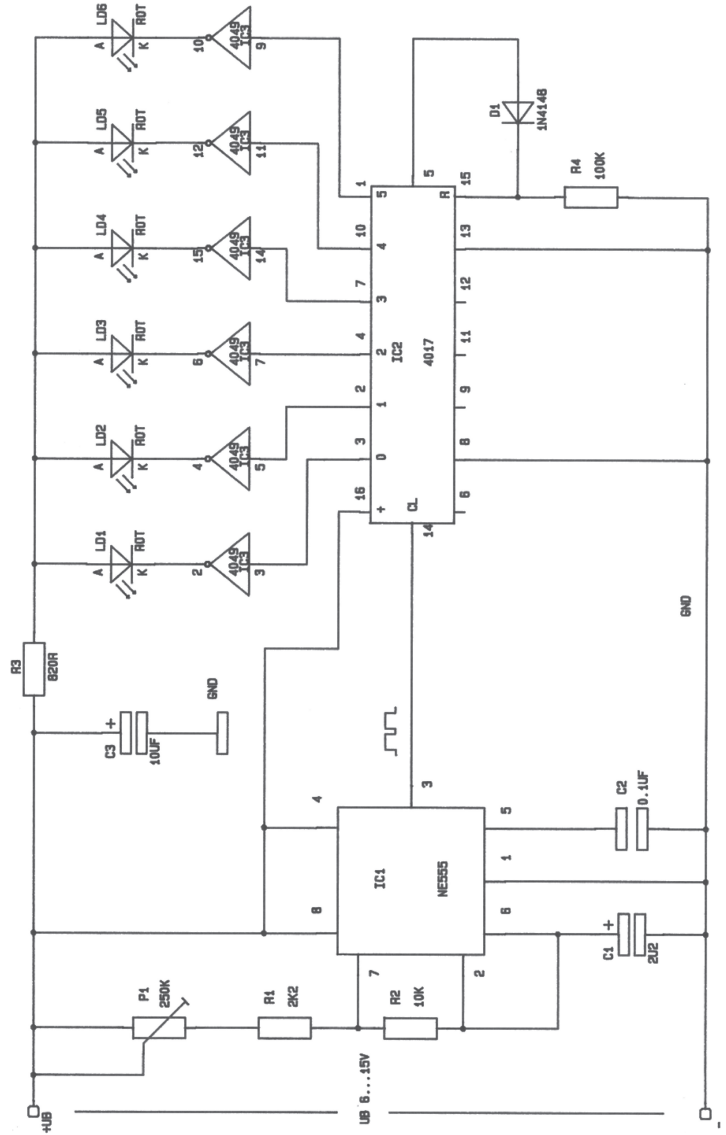 +UB
UB 6...15V
-
P1
250K
R1
2K2
R2
10K
7
2
8
4
IC1
NE555
6
1
5
3
C1
+
2U2
C2
0.1UF
C3
+
10UF
GND
R3
820R
GND
A
LD1
K
ROT
2
4049
IC3
3
A
LD2
K
ROT
4
4049
IC3
5
A
LD3
K
ROT
6
4049
IC3
7
A
LD4
K
ROT
15
4049
IC3
14
A
LD5
K
ROT
12
4049
IC3
11
A
LD6
K
ROT
10
4049
IC3
9
16
3
2
4
7
10
1
+
0
1
2
3
4
5
CL
14
IC2
4017
5
R
6
8
9
11
12
13
15
D1
1N4148
R4
100K